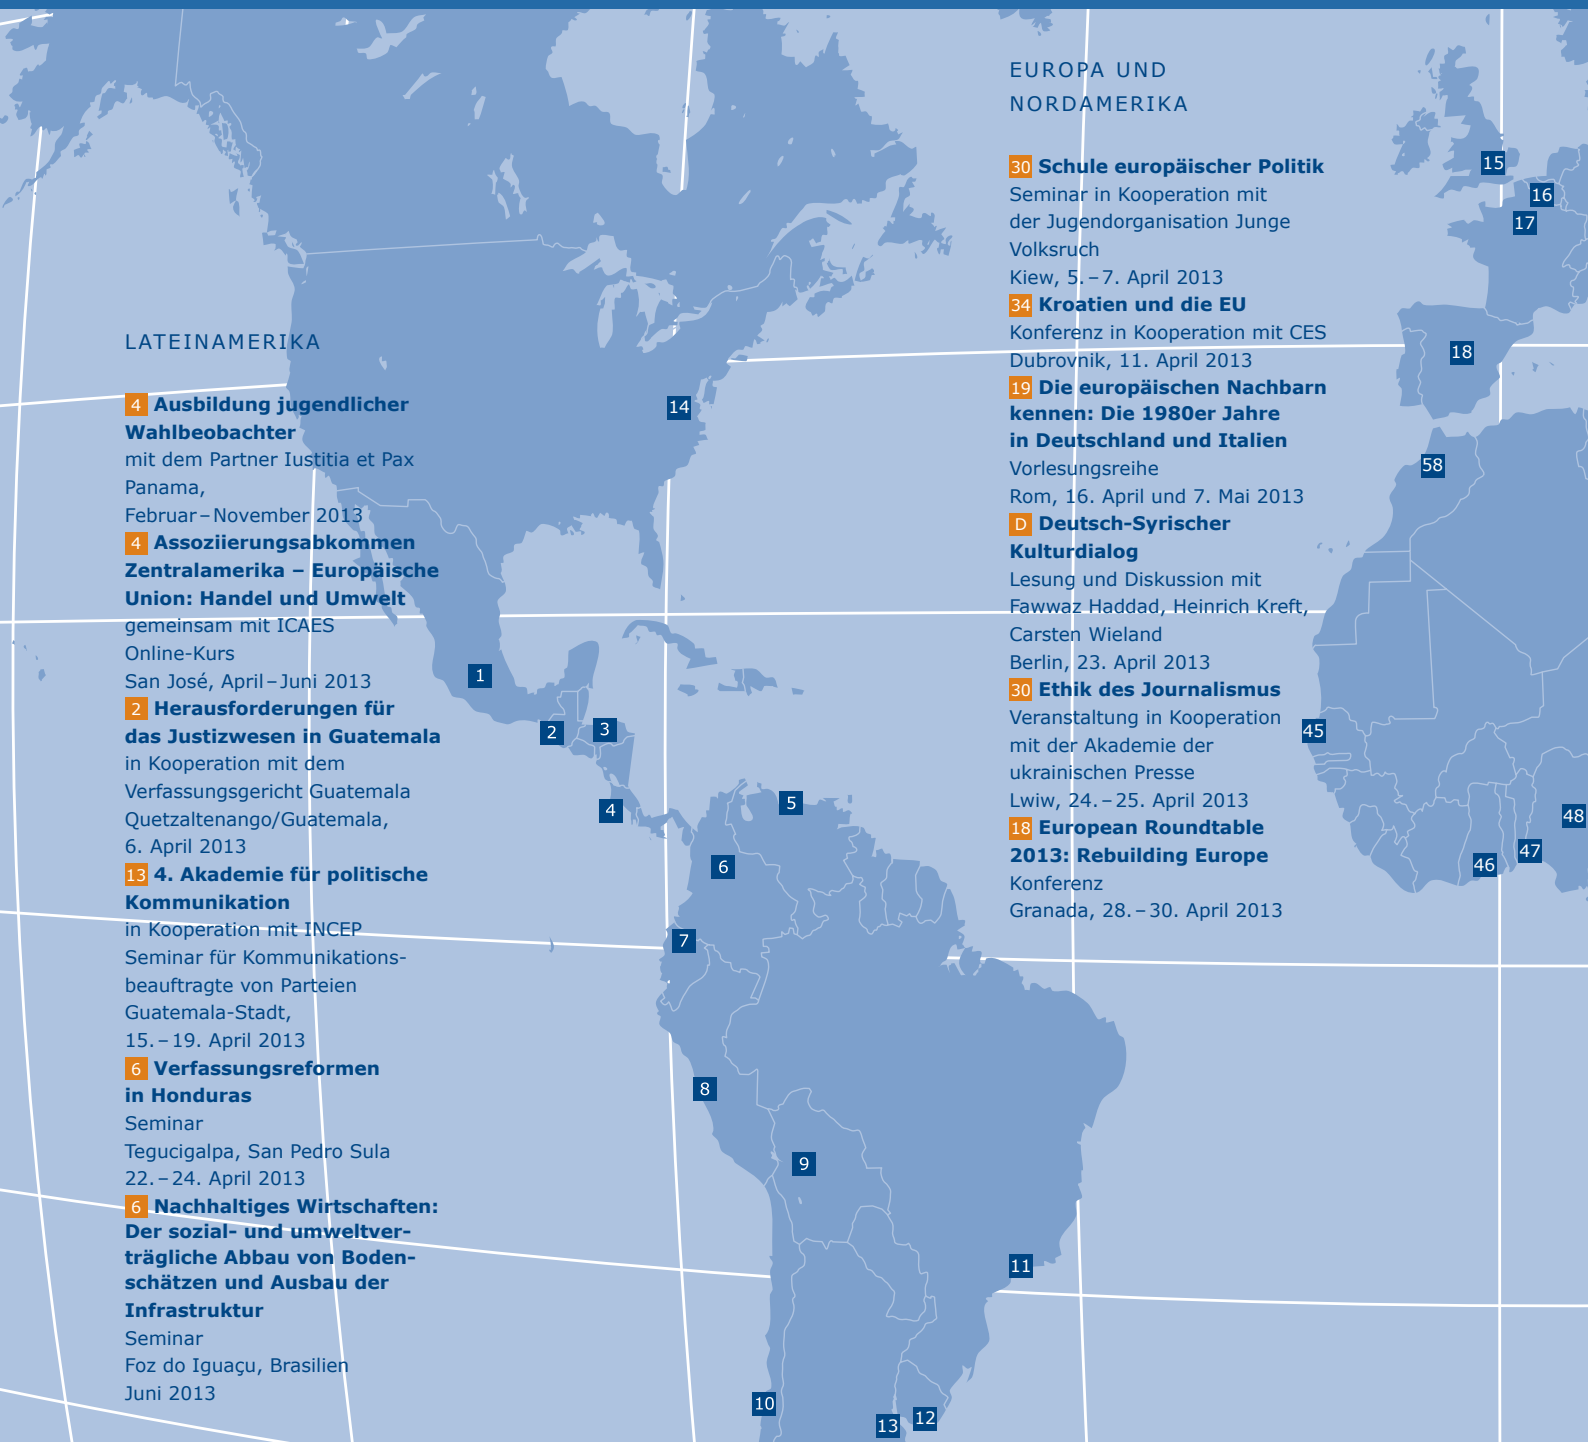 LATEINAMERIKA
4 Ausbildung jugendlicher
Wahlbeobachter
mit dem Partner Iustitia et Pax
Panama,
Februar – November 2013
4 Assoziierungsabkommen
Zentralamerika – Europäische
Union: Handel und Umwelt
gemeinsam mit ICAES
Online-Kurs
San José, April – Juni 2013
2 Herausforderungen für
das Justizwesen in Guatemala
in Kooperation mit dem
Verfassungsgericht Guatemala
Quetzaltenango/Guatemala,
6. April 2013
13 4. Akademie für politische
Kommunikation
in Kooperation mit INCEP
Seminar für Kommunikations-
beauftragte von Parteien
Guatemala-Stadt,
15. – 19. April 2013
6 Verfassungsreformen
in Honduras
Seminar
Tegucigalpa, San Pedro Sula
22. – 24. April 2013
6 Nachhaltiges Wirtschaften:
Der sozial- und umweltver-
trägliche Abbau von Boden-
schätzen und Ausbau der
Infrastruktur
Seminar
Foz do Iguaçu, Brasilien
Juni 2013
EUROPA UND
NORDAMERIKA
30 Schule europäischer Politik
Seminar in Kooperation mit
der Jugendorganisation Junge
Volksruch
Kiew, 5. – 7. April 2013
34 Kroatien und die EU
Konferenz in Kooperation mit CES
Dubrovnik, 11. April 2013
19 Die europäischen Nachbarn
kennen: Die 1980er Jahre
in Deutschland und Italien
Vorlesungsreihe
Rom, 16. April und 7. Mai 2013
D Deutsch-Syrischer
Kulturdialog
Lesung und Diskussion mit
Fawwaz Haddad, Heinrich Kreft,
Carsten Wieland
Berlin, 23. April 2013
30 Ethik des Journalismus
Veranstaltung in Kooperation
mit der Akademie der
ukrainischen Presse
Lwiw, 24. – 25. April 2013
18 European Roundtable
2013: Rebuilding Europe
Konferenz
Granada, 28. – 30. April 2013
1
2
3
4
5
6
7
8
9
10
11
12
13
14
15
16
17
18
58
45
46
47
48